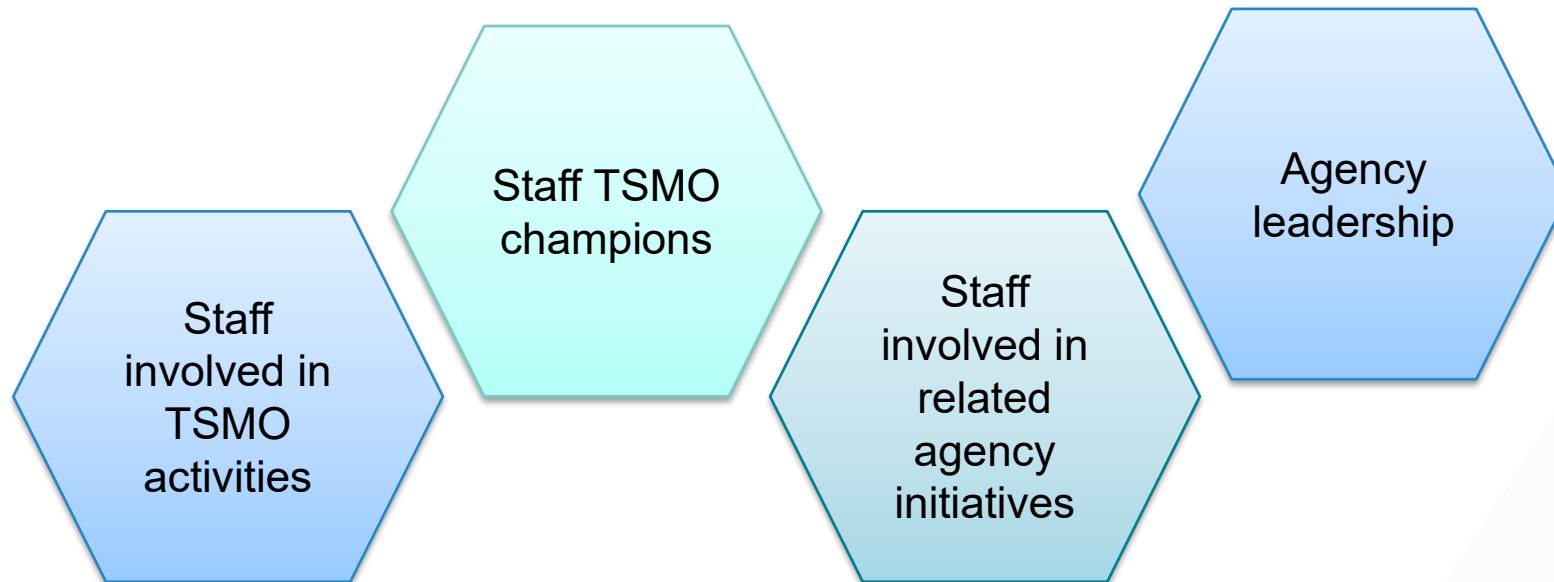 Staff
involved in
TSMO
activities
Staff TSMO
champions
Staff
involved in
related
agency
initiatives
Agency
leadership